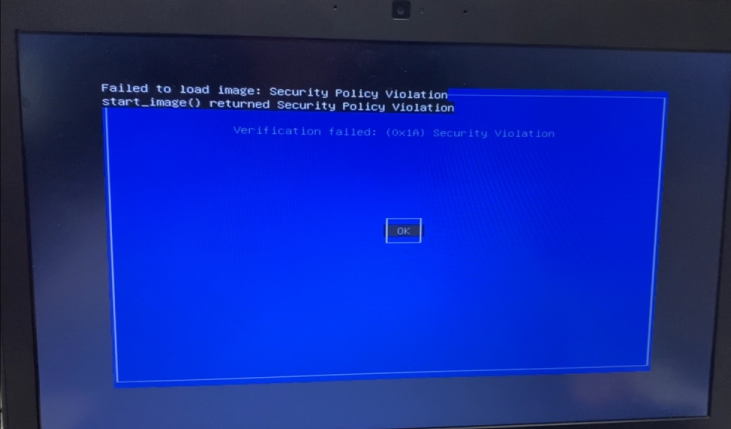 Failed to load image: Security Policy Violation
start_image() returned Security Policy Violation
Verification failed: (0x1A) Security Violation
OK